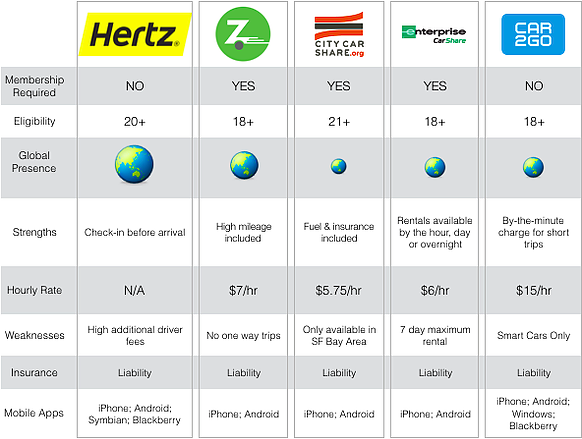 Hertz®
Z
CITY CAR
SHARE.org
enterprise
CarShare
CAR
2GO
Membership
Required
NO
YES
YES
YES
NO
Eligibility
20+
18+
21+
18+
18+
Global
Presence
Strengths
Check-in before arrival
High mileage
included
Fuel & insurance
included
Rentals available
by the hour, day
or overnight
By-the-minute
charge for short
trips
Hourly Rate
N/A
$7/hr
$5.75/hr
$6/hr
$15/hr
Weaknesses
High additional driver
fees
No one way trips
Only available in
SF Bay Area
7 day maximum
rental
Smart Cars Only
Insurance
Liability
Liability
Liability
Liability
Liability
Mobile Apps
iPhone; Android;
Symbian; Blackberry
iPhone; Android
iPhone; Android
iPhone; Android
iPhone; Android;
Windows;
Blackberry